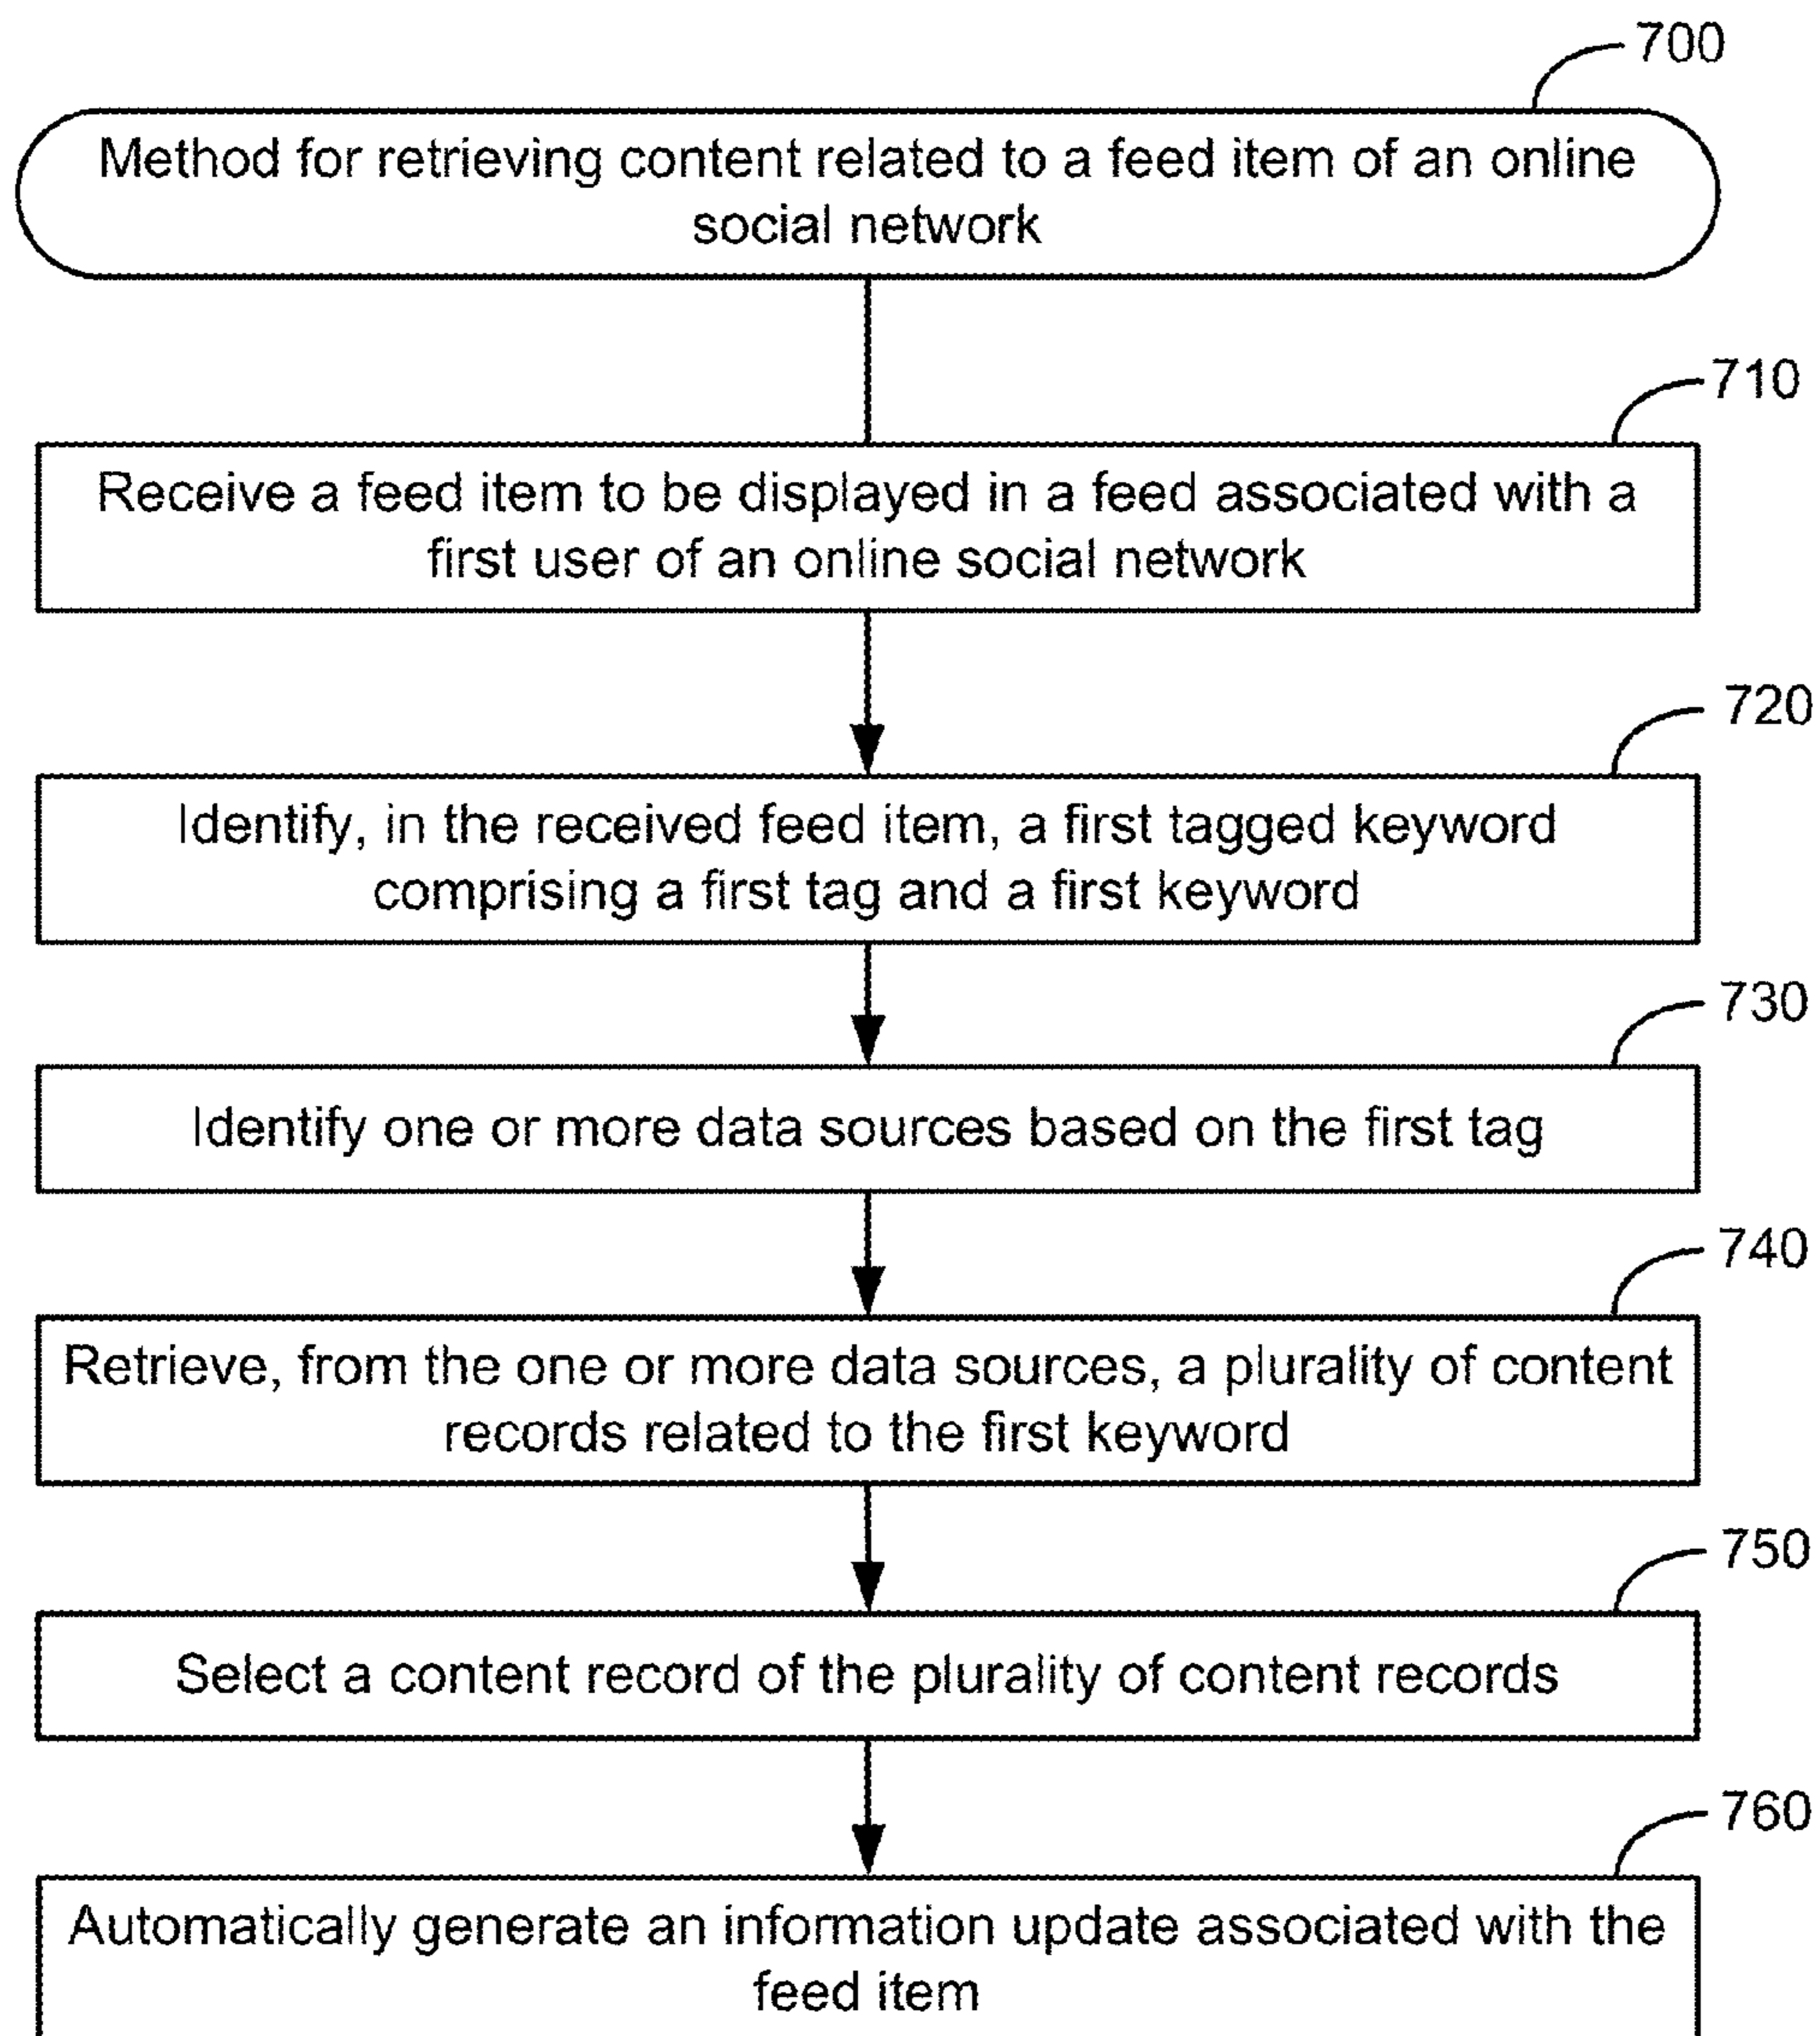 700
Method for retrieving content related to a feed item of an online
social network
710
Receive a feed item to be displayed in a feed associated with a
first user of an online social network
720
Identify, in the received feed item, a first tagged keyword
comprising a first tag and a first keyword
730
Identify one or more data sources based on the first tag
740
Retrieve, from the one or more data sources, a plurality of content
records related to the first keyword
750
Select a content record of the plurality of content records
760
Automatically generate an information update associated with the
feed item